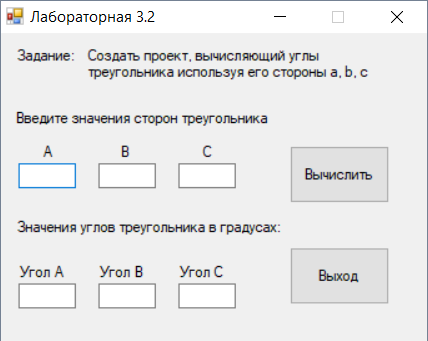 Лабораторная 3.2
Задание: Создать проект, вычисляющий углы
треугольника используя его стороны a, b, c
Введите значения сторон треугольника
A B C
Вычислить
Значения углов треугольника в градусах:
Угол A Угол B Угол C
Выход